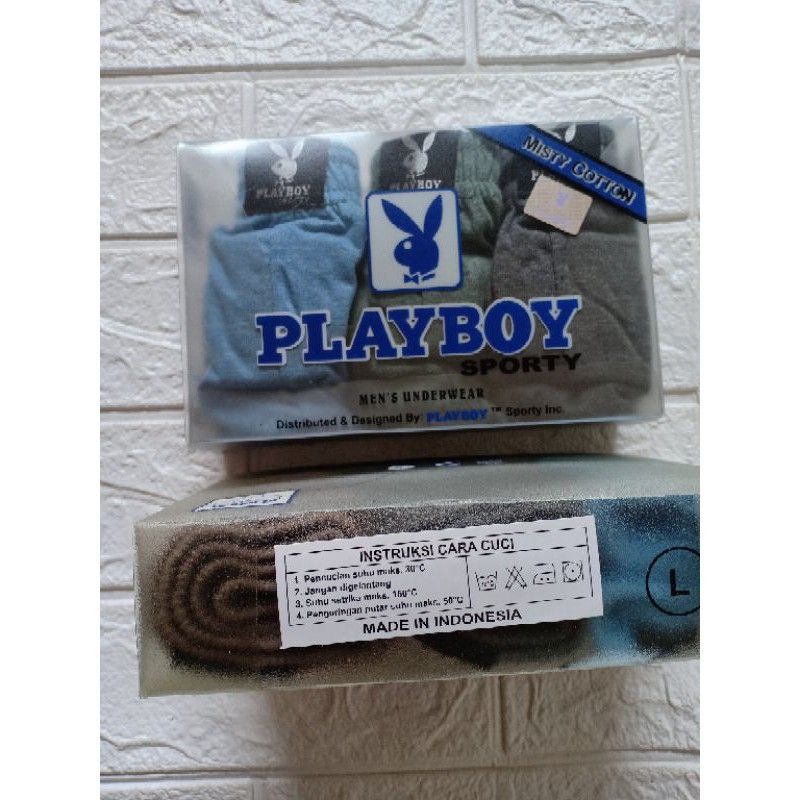 PLAYBOY
PLAYBOY
MISTY COTTON
PLAYBOY
SPORTY
MEN'S UNDERWEAR
Distributed & Designed By: PLAYBOY™ Sporty Inc.
INSTRUKSI CARA CUCI
1. Pencucian suhu maks. 30°C
2. Jangan digelantang
3. Suhu setrika maks. 150°C
4. Pengeringan putar suhu maks. 50°C
MADE IN INDONESIA
L